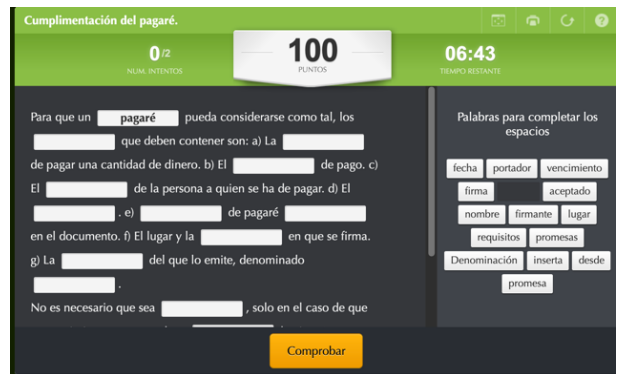 Cumplimentación del pagaré.
0/2
NUM. INTENTOS
100
PUNTOS
06:43
TIEMPO RESTANTE
Para que un pagaré pueda considerarse como tal, los
que deben contener son: a) La
de pagar una cantidad de dinero. b) El de pago. c)
El de la persona a quien se ha de pagar. d) El
. e) de pagaré
en el documento. f) El lugar y la en que se firma.
g) La del que lo emite, denominado
.
No es necesario que sea , solo en el caso de que
Palabras para completar los
espacios
fecha portador vencimiento
firma aceptado
nombre firmante lugar
requisitos promesas
Denominación inserta desde
promesa
Comprobar